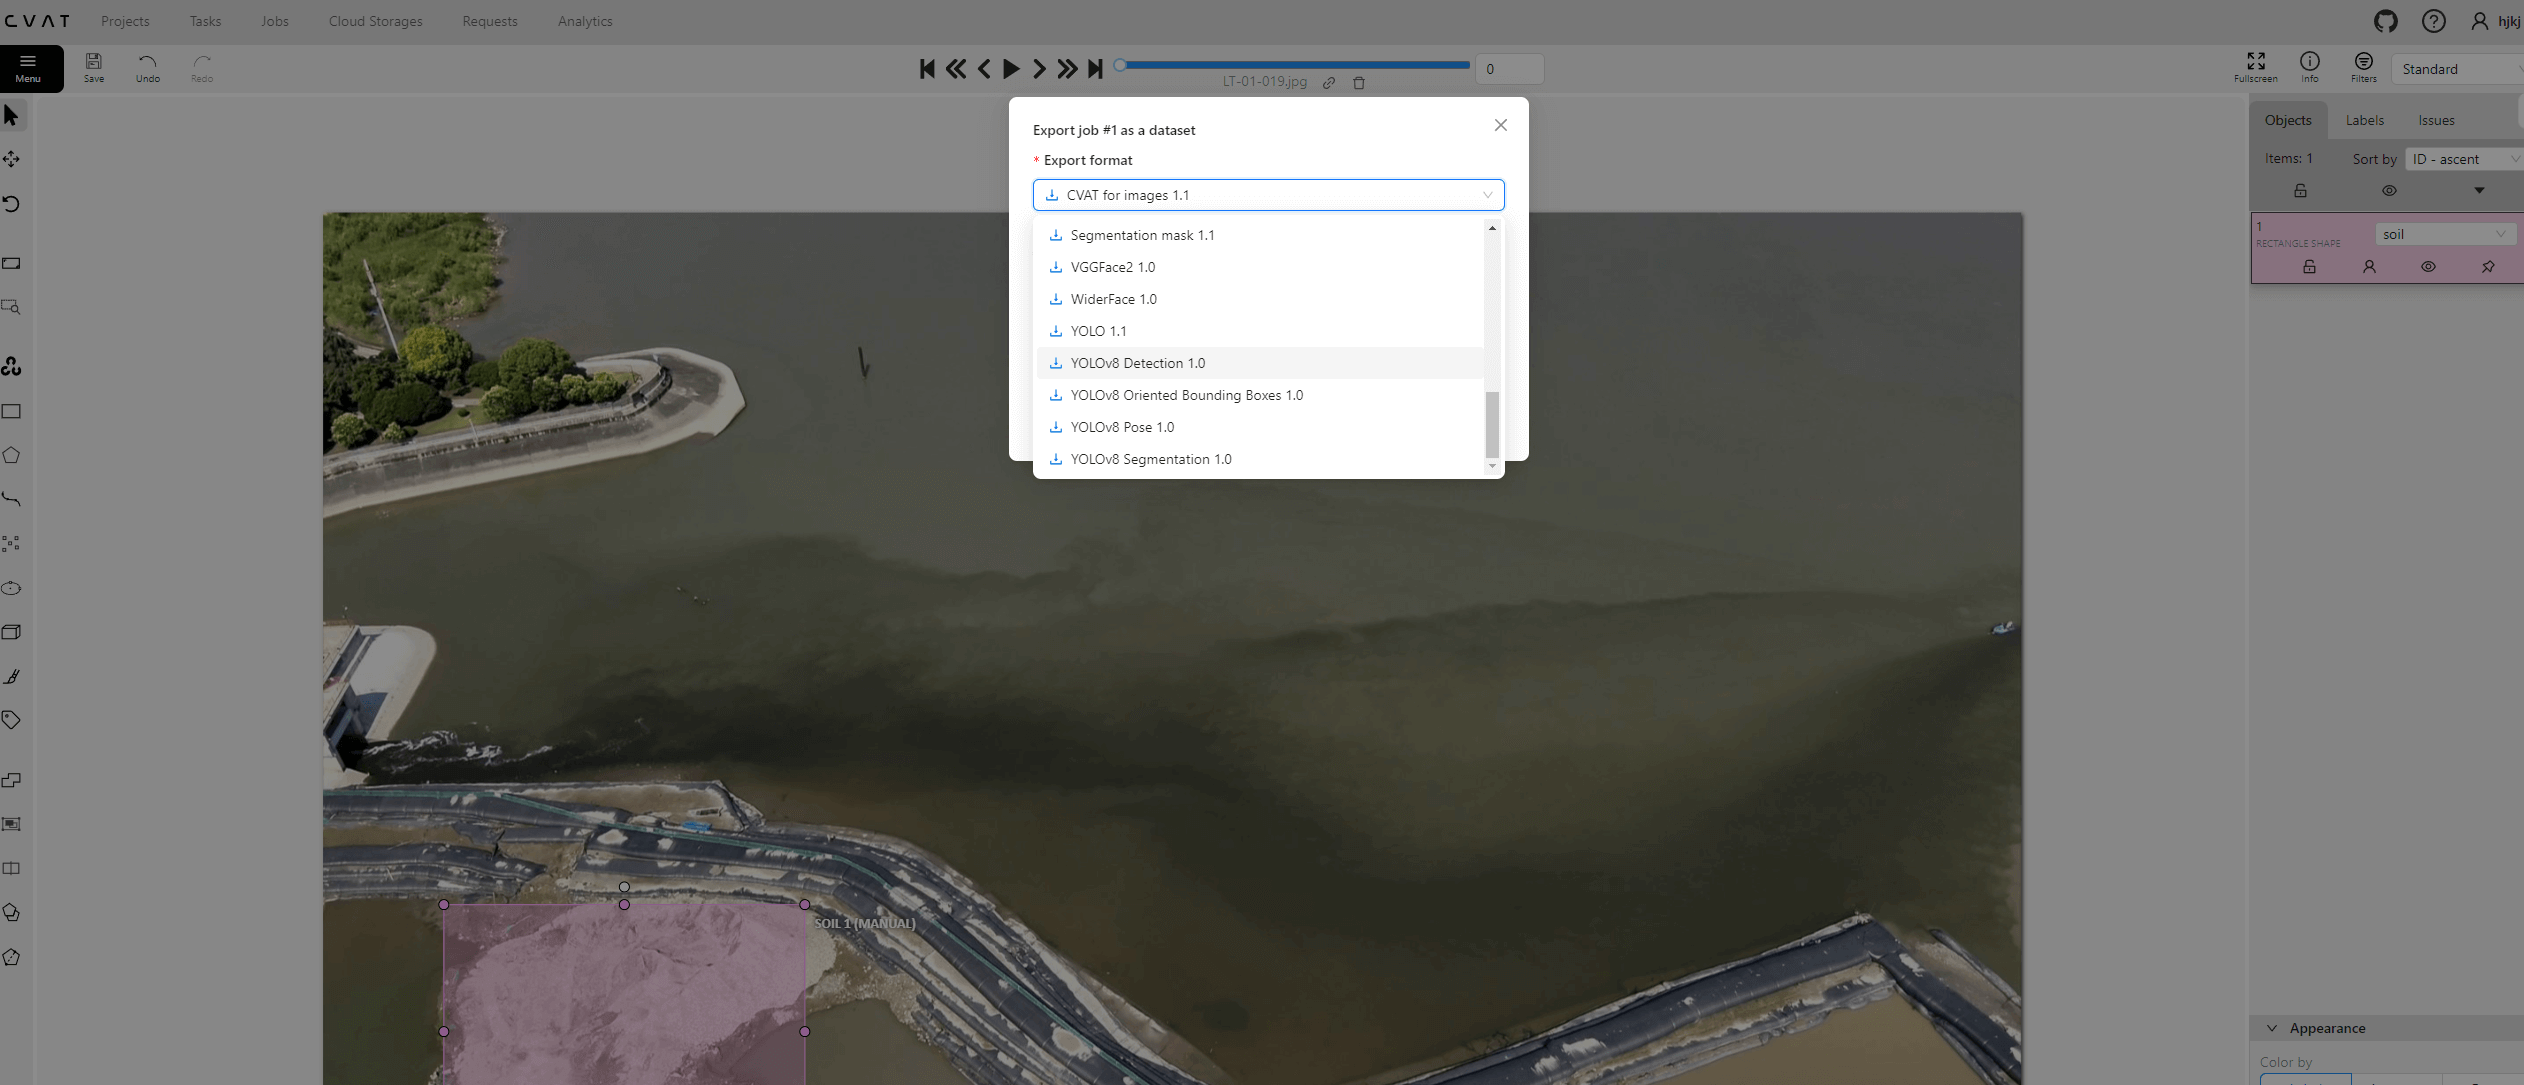 CVAT Projects Tasks Jobs Cloud Storages Requests Analytics hjkj
Menu Save Undo Redo 0 Fullscreen Info Filters Standard
LT-01-019.jpg
Export job #1 as a dataset
* Export format
CVAT for images 1.1
Segmentation mask 1.1
VGGFace2 1.0
WiderFace 1.0
YOLO 1.1
YOLOv8 Detection 1.0
YOLOv8 Oriented Bounding Boxes 1.0
YOLOv8 Pose 1.0
YOLOv8 Segmentation 1.0
Objects Labels Issues
Items: 1 Sort by ID - ascent
1
RECTANGLE SHAPE soil
SOIL 1 (MANUAL)
Appearance
Color by